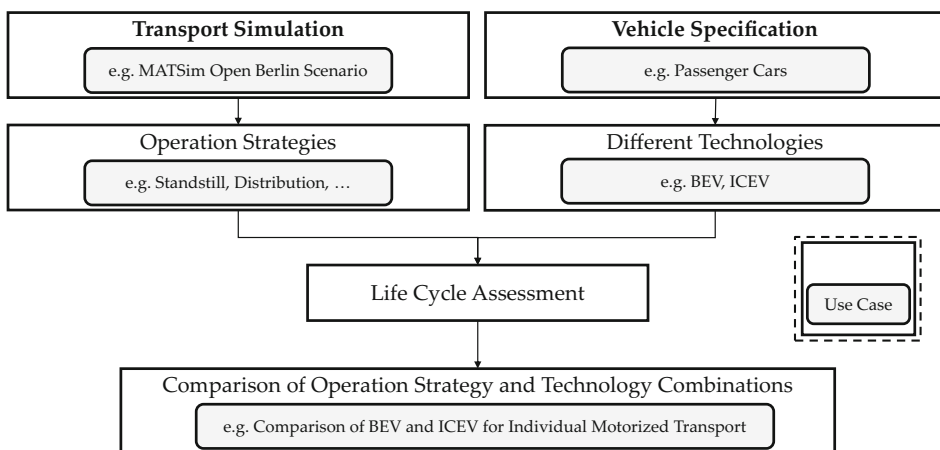 Transport Simulation
e.g. MATSim Open Berlin Scenario
Vehicle Specification
e.g. Passenger Cars
Operation Strategies
e.g. Standstill, Distribution, …
Different Technologies
e.g. BEV, ICEV
Life Cycle Assessment
Use Case
Comparison of Operation Strategy and Technology Combinations
e.g. Comparison of BEV and ICEV for Individual Motorized Transport